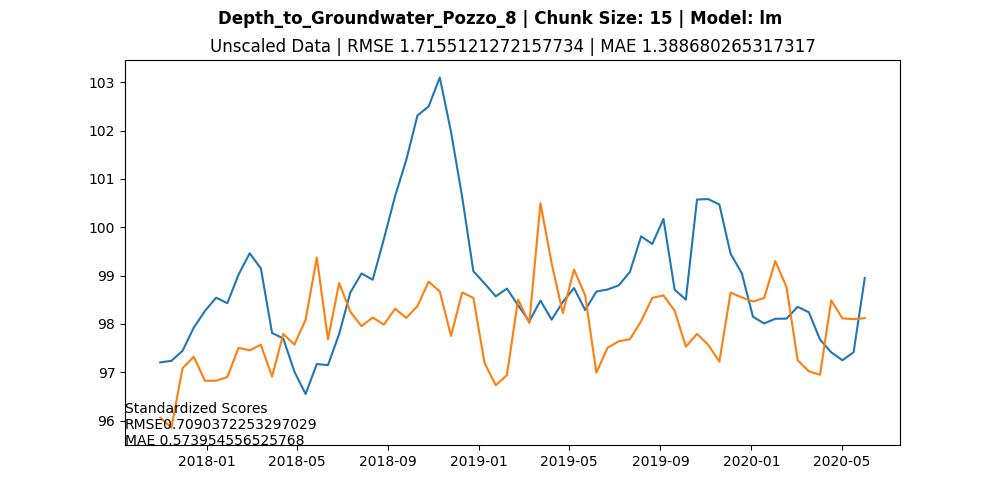 Depth_to_Groundwater_Pozzo_8 | Chunk Size: 15 | Model: lm
Unscaled Data | RMSE 1.7155121272157734 | MAE 1.388680265317317
103
102
101
100
99
98
97
96
Standardized Scores
RMSE0.7090372253297029
MAE 0.573954556525768
2018-01 2018-05 2018-09 2019-01 2019-05 2019-09 2020-01 2020-05